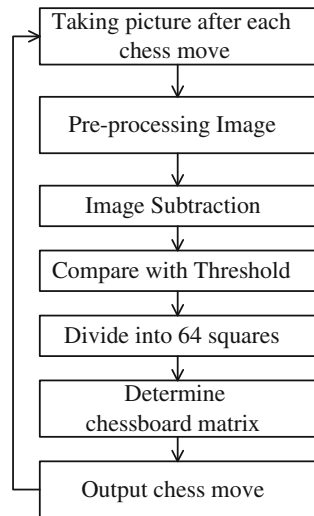 Taking picture after each
chess move
Pre-processing Image
Image Subtraction
Compare with Threshold
Divide into 64 squares
Determine
chessboard matrix
Output chess move